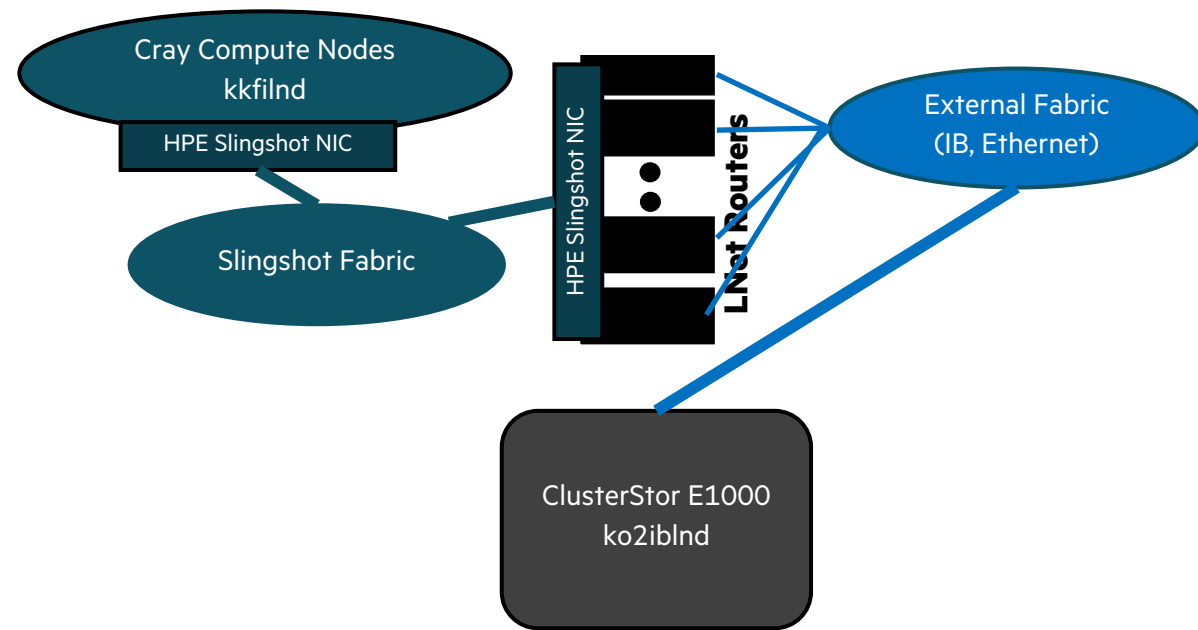 Cray Compute Nodes
kkfilnd
HPE Slingshot NIC
Slingshot Fabric
HPE Slingshot NIC
LNet Routers
External Fabric
(IB, Ethernet)
ClusterStor E1000
ko2iblnd